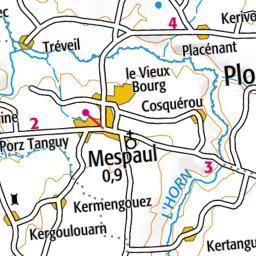 4
Kerivo
Tréveil
Placénant
le Vieux
Bourg
Plo
Cosquérou
ine
2
Porz Tanguy
Mespaul
0,9
3
L'HORN
Kermengouez
Kergoulouarn
Kertangu